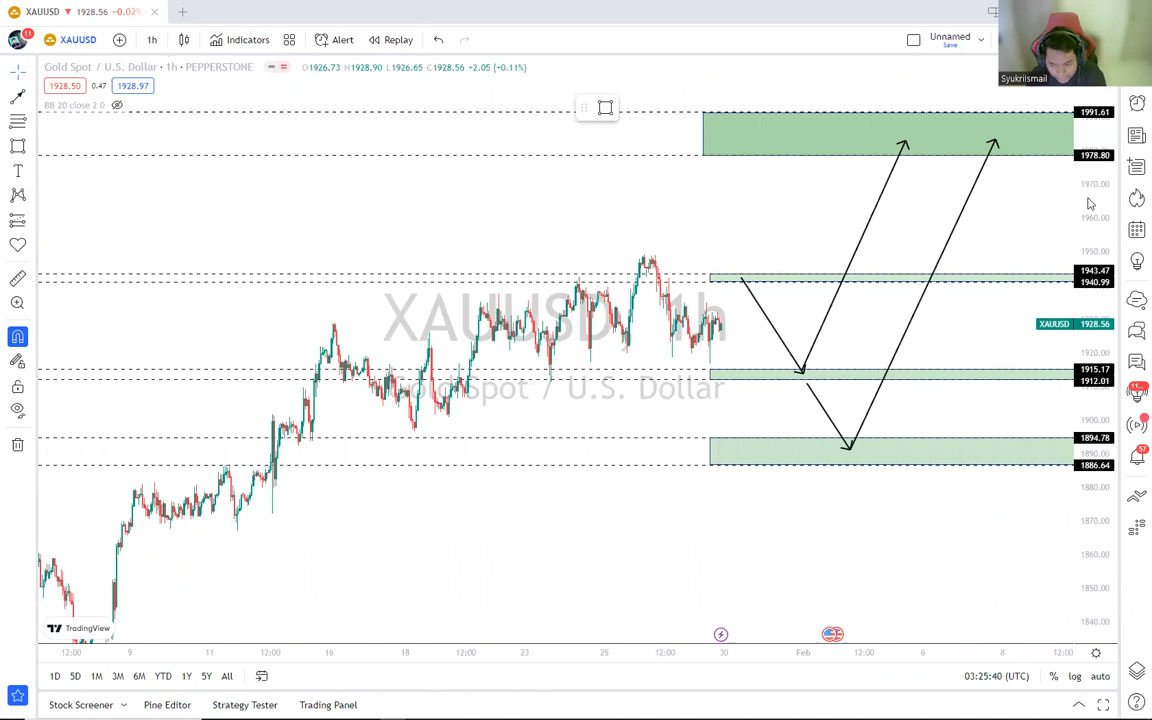 XAUUSD ▼ 1928.56 −0.02%
11
XAUUSD
1h
Indicators
Alert
Replay
Unnamed
Save
SyukriIsmail
Gold Spot / U.S. Dollar · 1h · PEPPERSTONE
O1926.73 H1928.90 L1926.65 C1928.56 +2.05 (+0.11%)
1928.50
0.47
1928.97
BB 20 close 2 0
1991.61
1978.80
1970.00
1960.00
1950.00
1943.47
1940.99
XAUUSD 1928.56
1920.00
1915.17
1912.01
1900.00
1894.78
1890.00
1886.64
1880.00
1870.00
1860.00
1850.00
1840.00
XAUUSD, 1h
Gold Spot / U.S. Dollar
TradingView
12:00
9
11
16
18
12:00
23
25
12:00
30
Feb
12:00
6
8
12:00
1D
5D
1M
3M
6M
YTD
1Y
5Y
All
03:25:40 (UTC)
%
log
auto
Stock Screener
Pine Editor
Strategy Tester
Trading Panel
57